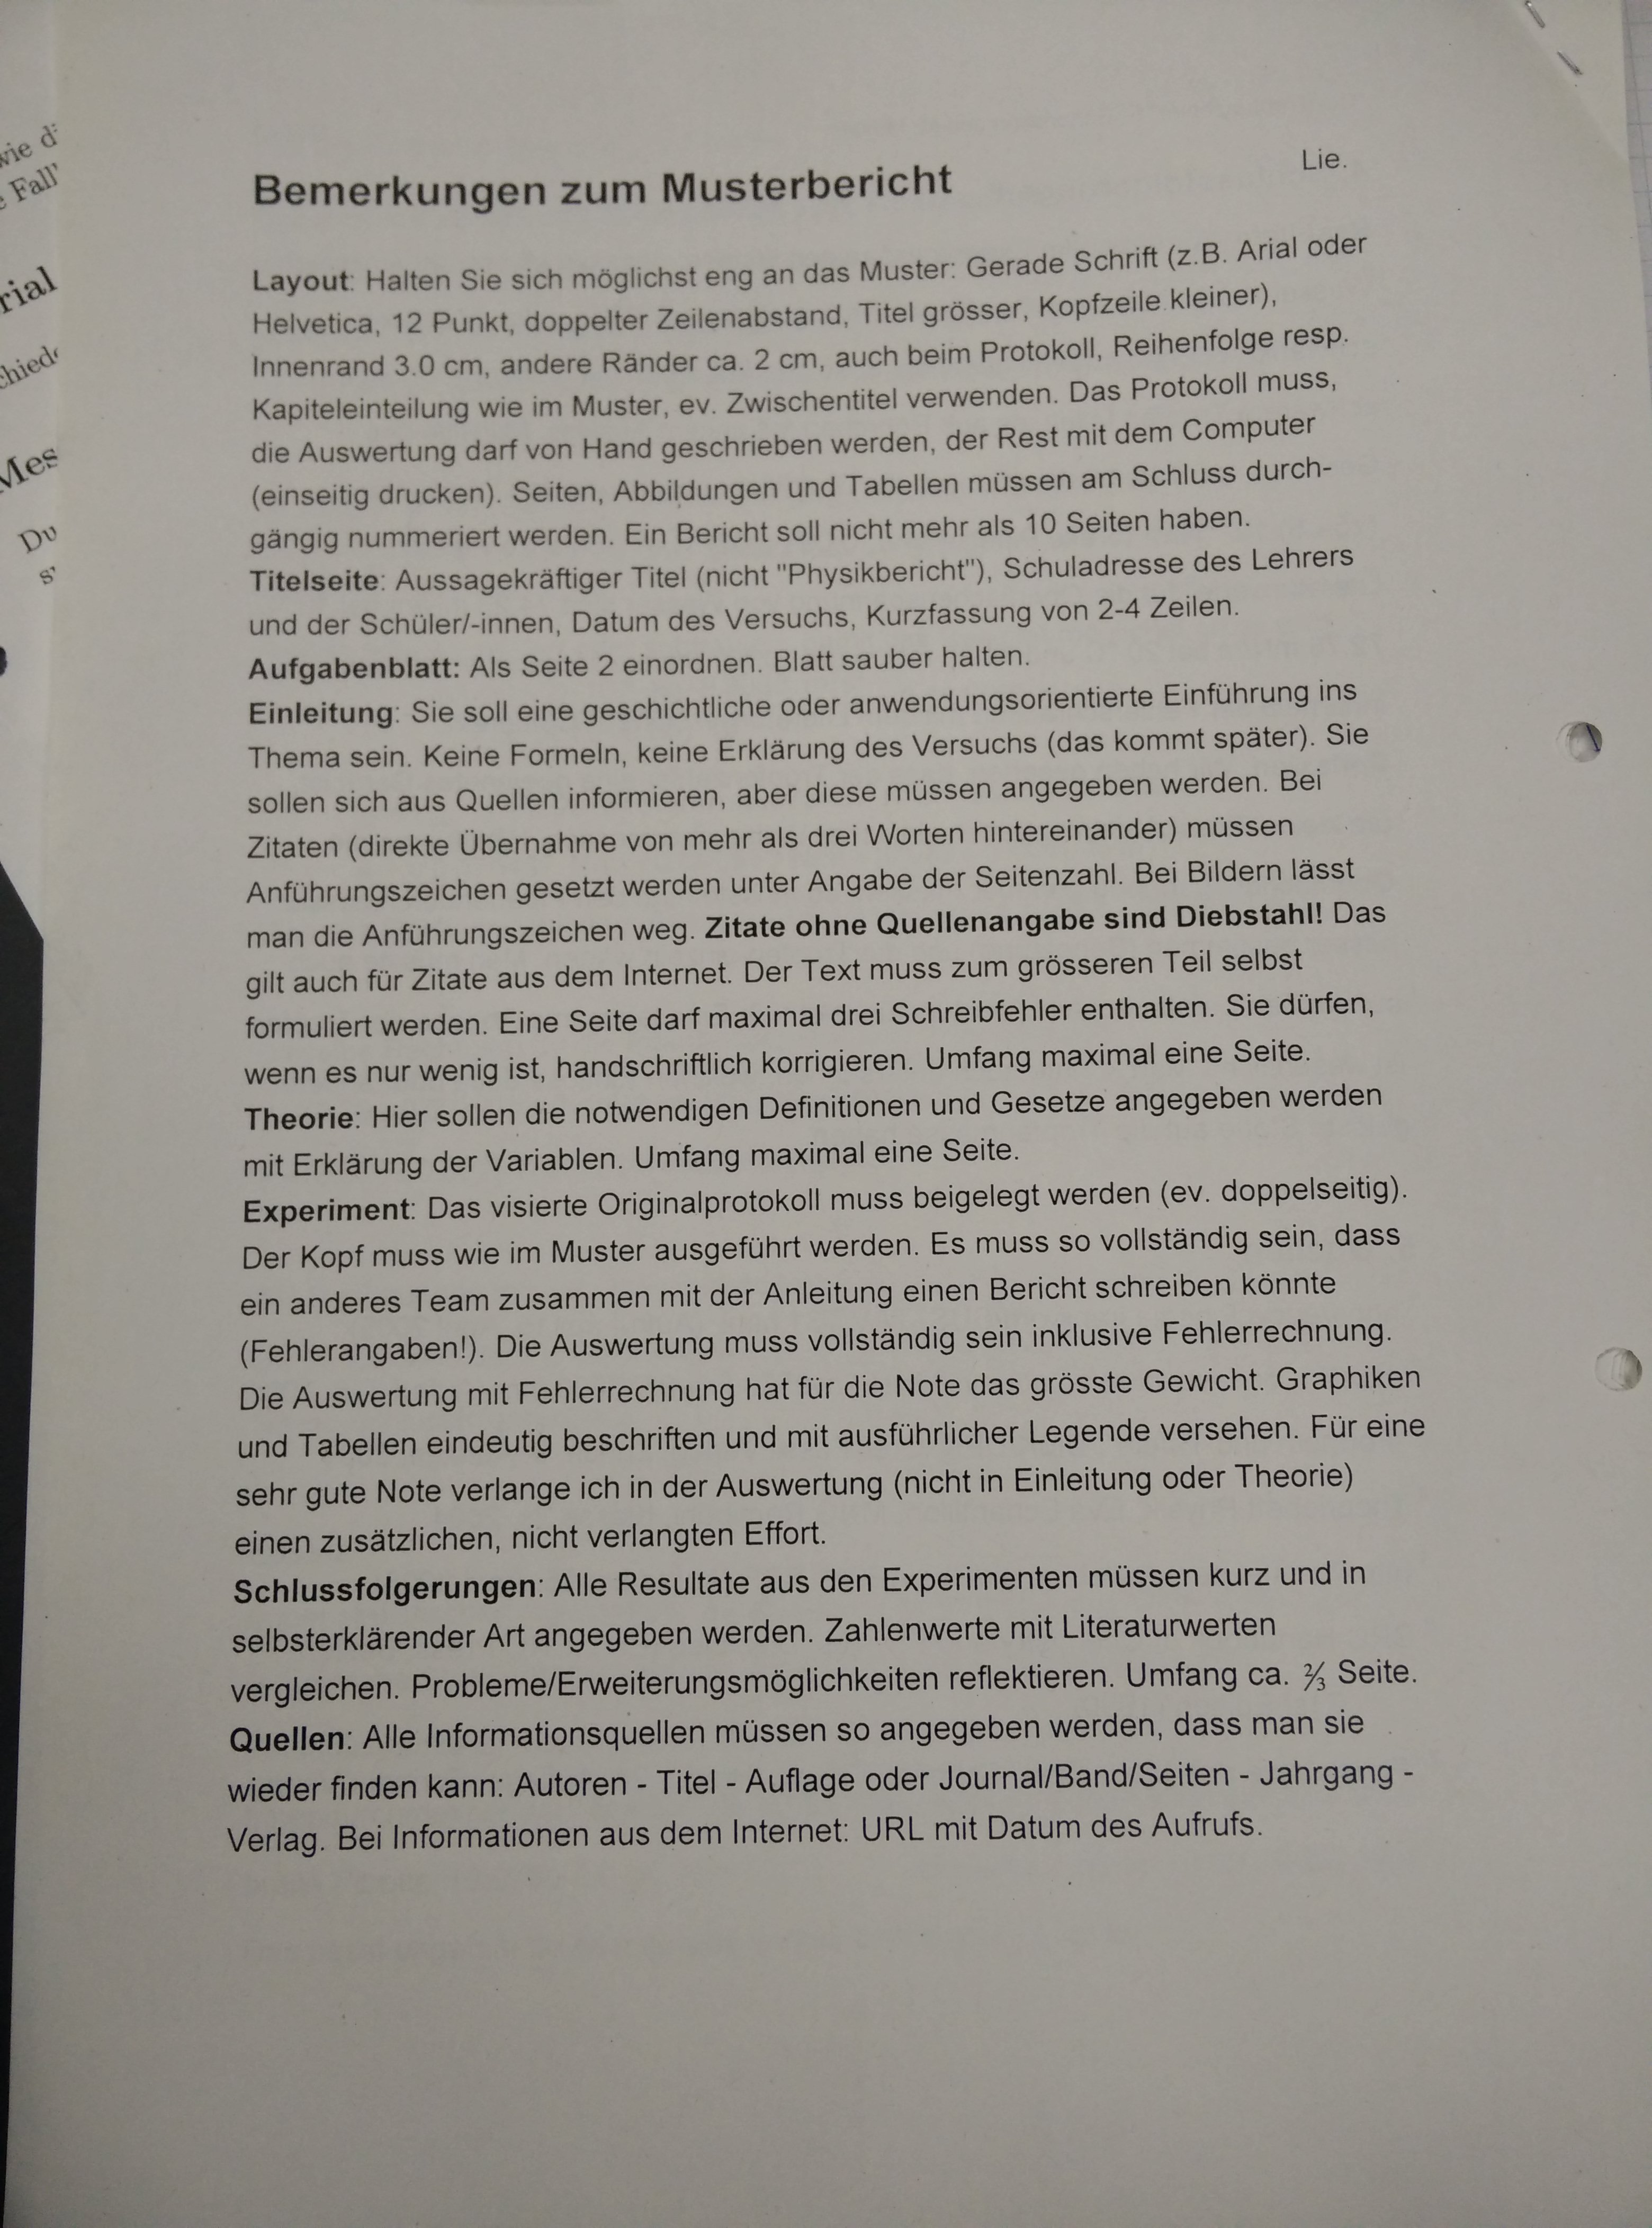 Lie.
Bemerkungen zum Musterbericht
Layout: Halten Sie sich möglichst eng an das Muster: Gerade Schrift (z.B. Arial oder
Helvetica, 12 Punkt, doppelter Zeilenabstand, Titel grösser, Kopfzeile kleiner),
Innenrand 3.0 cm, andere Ränder ca. 2 cm, auch beim Protokoll, Reihenfolge resp.
Kapiteleinteilung wie im Muster, ev. Zwischentitel verwenden. Das Protokoll muss,
die Auswertung darf von Hand geschrieben werden, der Rest mit dem Computer
(einseitig drucken). Seiten, Abbildungen und Tabellen müssen am Schluss durch-
gängig nummeriert werden. Ein Bericht soll nicht mehr als 10 Seiten haben.
Titelseite: Aussagekräftiger Titel (nicht "Physikbericht"), Schuladresse des Lehrers
und der Schüler/-innen, Datum des Versuchs, Kurzfassung von 2-4 Zeilen.
Aufgabenblatt: Als Seite 2 einordnen. Blatt sauber halten.
Einleitung: Sie soll eine geschichtliche oder anwendungsorientierte Einführung ins
Thema sein. Keine Formeln, keine Erklärung des Versuchs (das kommt später). Sie
sollen sich aus Quellen informieren, aber diese müssen angegeben werden. Bei
Zitaten (direkte Übernahme von mehr als drei Worten hintereinander) müssen
Anführungszeichen gesetzt werden unter Angabe der Seitenzahl. Bei Bildern lässt
man die Anführungszeichen weg. Zitate ohne Quellenangabe sind Diebstahl! Das
gilt auch für Zitate aus dem Internet. Der Text muss zum grösseren Teil selbst
formuliert werden. Eine Seite darf maximal drei Schreibfehler enthalten. Sie dürfen,
wenn es nur wenig ist, handschriftlich korrigieren. Umfang maximal eine Seite.
Theorie: Hier sollen die notwendigen Definitionen und Gesetze angegeben werden
mit Erklärung der Variablen. Umfang maximal eine Seite.
Experiment: Das visierte Originalprotokoll muss beigelegt werden (ev. doppelseitig).
Der Kopf muss wie im Muster ausgeführt werden. Es muss so vollständig sein, dass
ein anderes Team zusammen mit der Anleitung einen Bericht schreiben könnte
(Fehlerangaben!). Die Auswertung muss vollständig sein inklusive Fehlerrechnung.
Die Auswertung mit Fehlerrechnung hat für die Note das grösste Gewicht. Graphiken
und Tabellen eindeutig beschriften und mit ausführlicher Legende versehen. Für eine
sehr gute Note verlange ich in der Auswertung (nicht in Einleitung oder Theorie)
einen zusätzlichen, nicht verlangten Effort.
Schlussfolgerungen: Alle Resultate aus den Experimenten müssen kurz und in
selbsterklärender Art angegeben werden. Zahlenwerte mit Literaturwerten
vergleichen. Probleme/Erweiterungsmöglichkeiten reflektieren. Umfang ca. ⅔ Seite.
Quellen: Alle Informationsquellen müssen so angegeben werden, dass man sie
wieder finden kann: Autoren - Titel - Auflage oder Journal/Band/Seiten - Jahrgang -
Verlag. Bei Informationen aus dem Internet: URL mit Datum des Aufrufs.